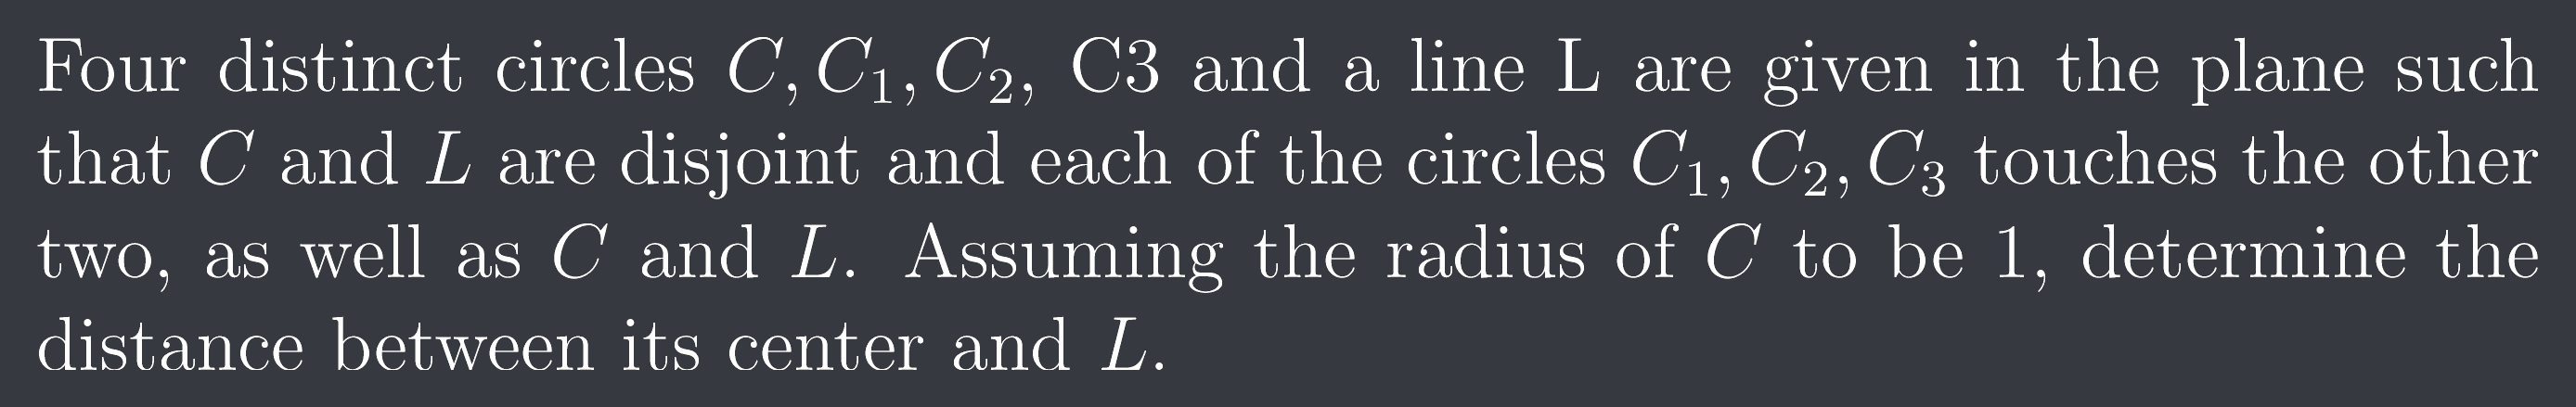 Four distinct circles C, C₁, C₂, C3 and a line L are given in the plane such
that C and L are disjoint and each of the circles C₁, C₂, C₃ touches the other
two, as well as C and L. Assuming the radius of C to be 1, determine the
distance between its center and L.